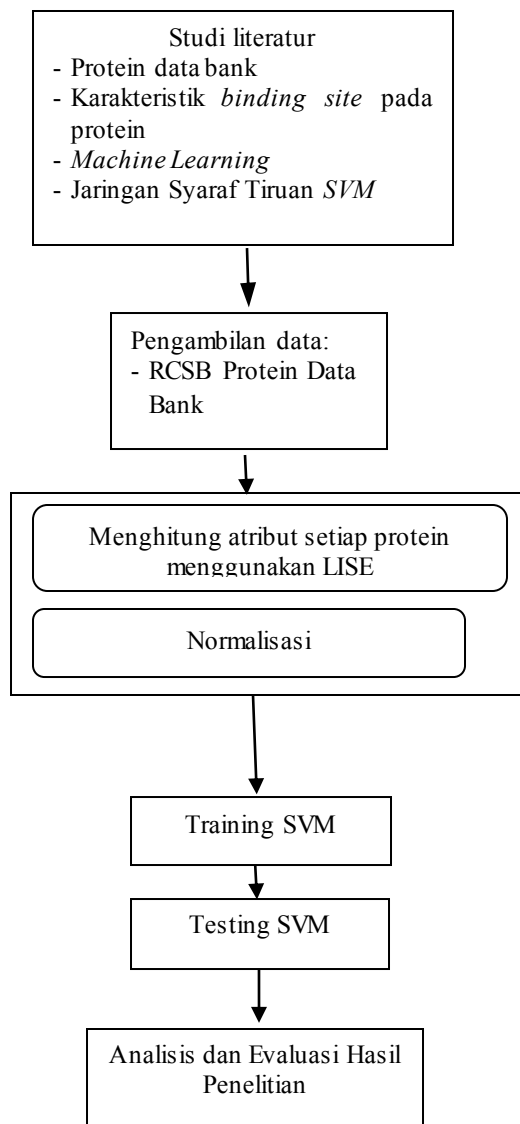 Studi literatur
- Protein data bank
- Karakteristik binding site pada
protein
- Machine Learning
- Jaringan Syaraf Tiruan SVM
Pengambilan data:
- RCSB Protein Data
Bank
Menghitung atribut setiap protein
menggunakan LISE
Normalisasi
Training SVM
Testing SVM
Analisis dan Evaluasi Hasil
Penelitian